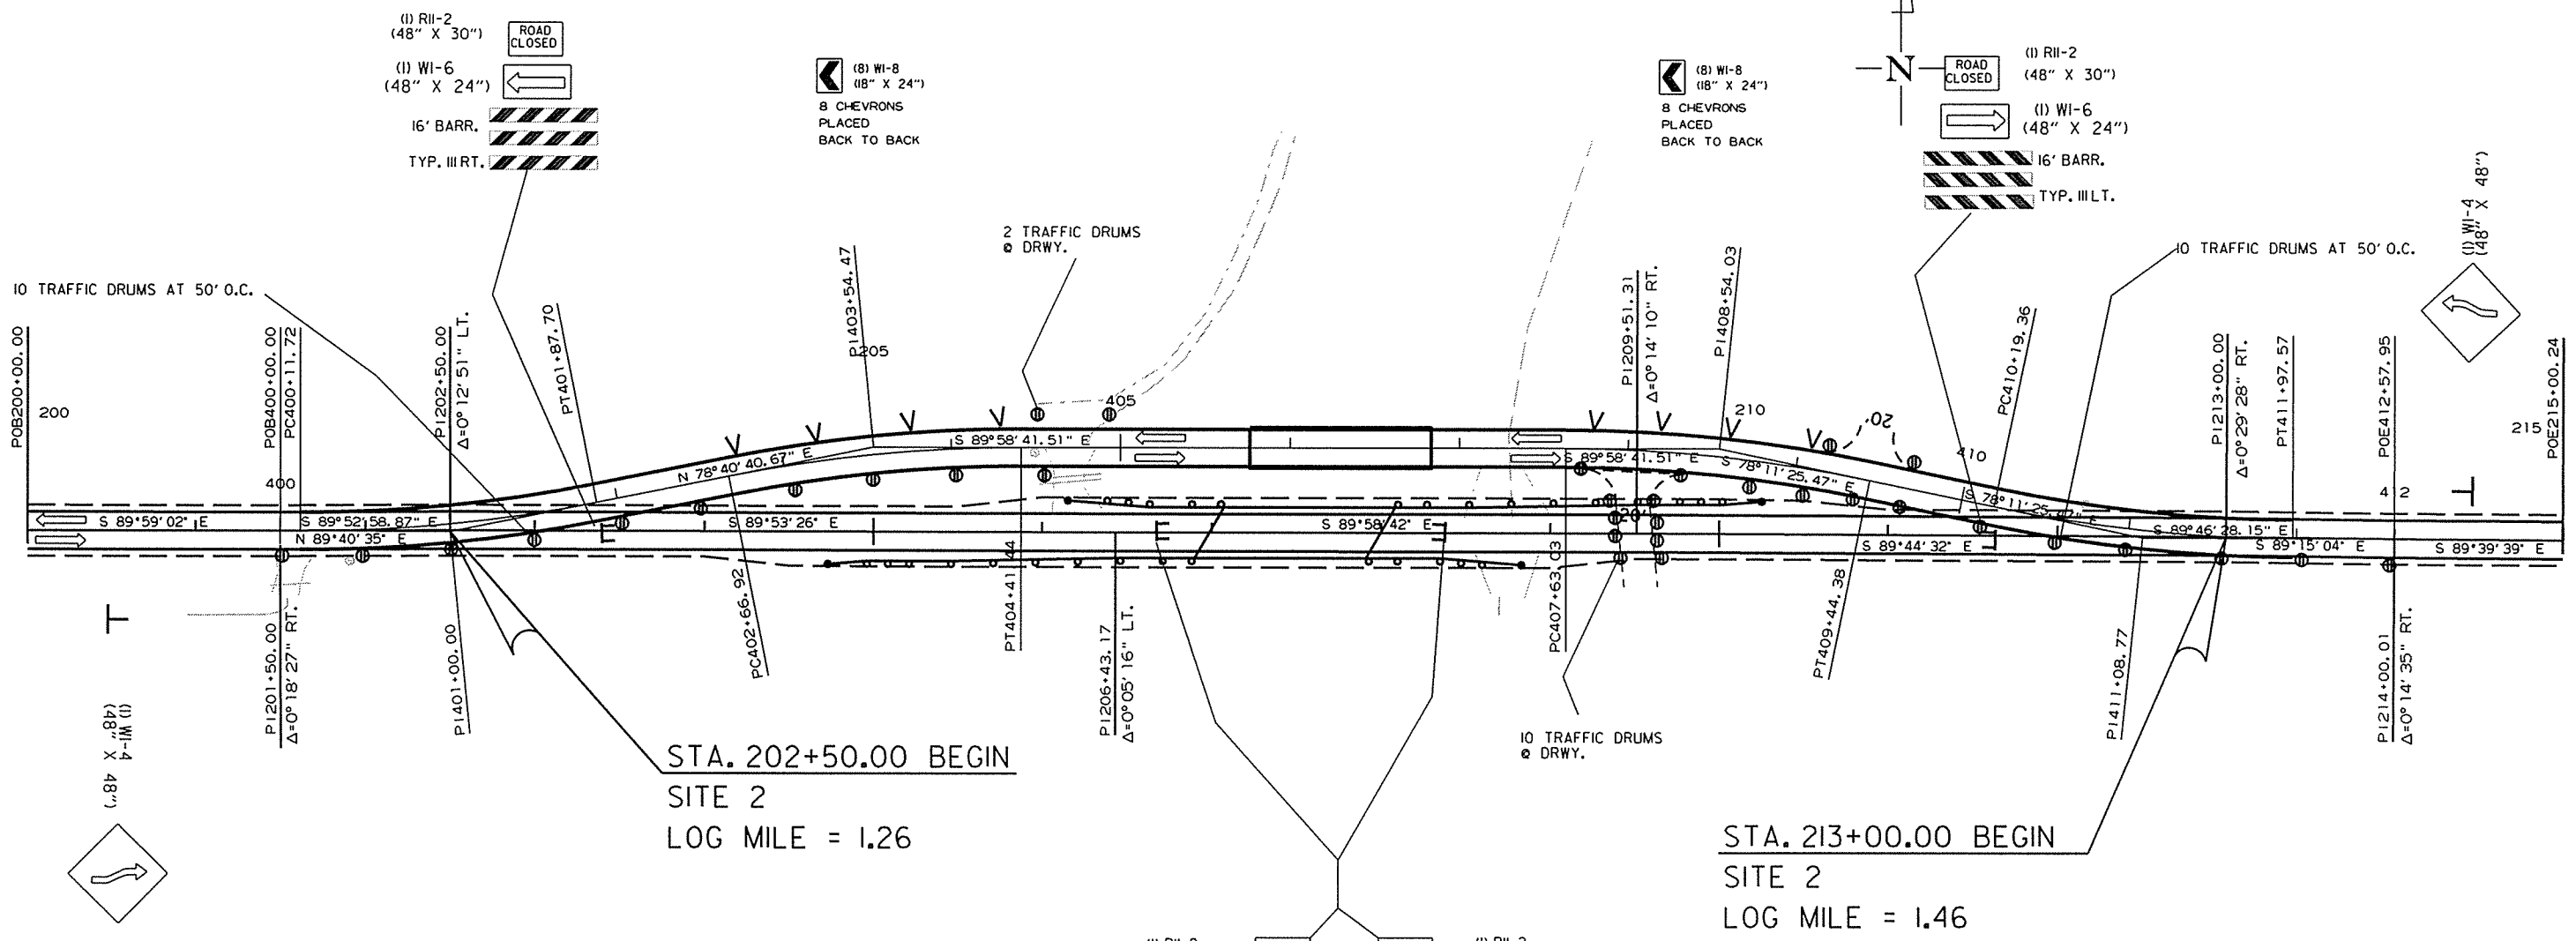 (1) R11-2
(48" X 30")
ROAD
CLOSED
(1) W1-6
(48" X 24")
16' BARR.
TYP. III RT.
(8) W1-8
(18" X 24")
8 CHEVRONS
PLACED
BACK TO BACK
(8) W1-8
(18" X 24")
8 CHEVRONS
PLACED
BACK TO BACK
N
ROAD
CLOSED
(1) R11-2
(48" X 30")
(1) W1-6
(48" X 24")
16' BARR.
TYP. III LT.
(1) W1-4
(48" X 48")
2 TRAFFIC DRUMS
@ DRWY.
10 TRAFFIC DRUMS AT 50' O.C.
10 TRAFFIC DRUMS AT 50' O.C.
POB200+00.00
200
POB400+00.00
PC400+11.72
PI202+50.00
Δ=0°12'51" LT.
PT401+87.70
PI403+54.47
205
405
PI209+51.31
Δ=0°14'10" RT.
PI408+54.03
210
20'
410
PC410+19.36
PI213+00.00
Δ=0°29'28" RT.
PT411+97.57
POE412+57.95
POE215+00.24
215
412
400
S 89°59'02" E
S 89°52'58.87" E
N 89°40'35" E
N 78°40'40.67" E
S 89°53'26" E
S 89°58'41.51" E
S 89°58'42" E
S 89°58'41.51" E
S 78°11'25.47" E
20'
S 78°11'25.47" E
S 89°44'32" E
S 89°46'28.15" E
S 89°15'04" E
S 89°39'39" E
PI201+50.00
Δ=0°18'27" RT.
PI401+00.00
PC402+66.92
PT404+41.44
PI206+43.17
Δ=0°05'16" LT.
PC407+63.03
PT409+44.38
PI411+08.77
PI214+00.01
Δ=0°14'35" RT.
(1) W1-4
(48" X 48")
10 TRAFFIC DRUMS
@ DRWY.
STA. 202+50.00 BEGIN
SITE 2
LOG MILE = 1.26
STA. 213+00.00 BEGIN
SITE 2
LOG MILE = 1.46